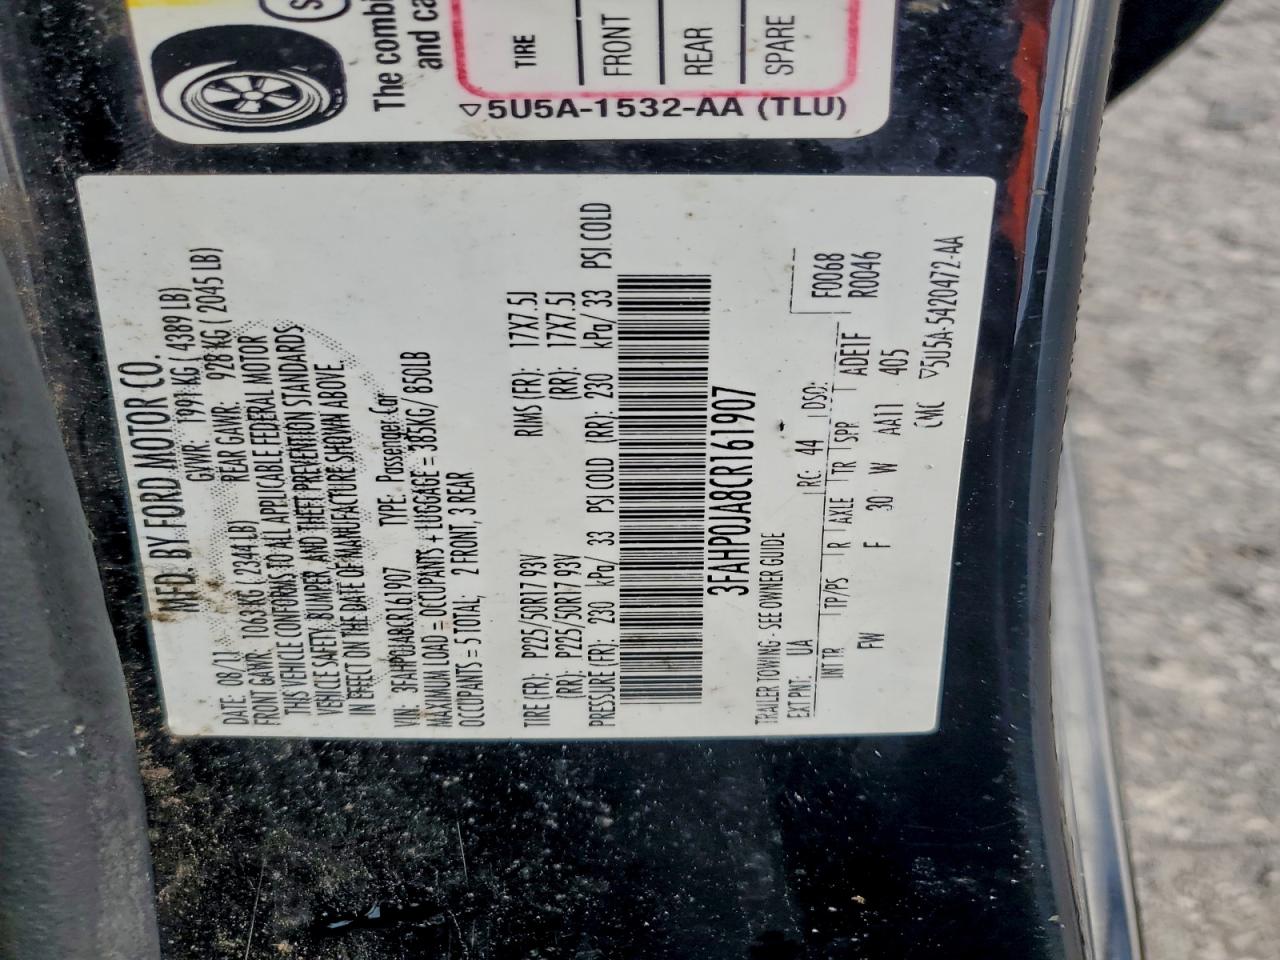 The combi
and ca
TIRE
FRONT
REAR
SPARE
5U5A-1532-AA (TLU)
MFD. BY FORD MOTOR CO.
DATE: 08/11 GVWR: 1991 KG ( 4389 LB)
FRONT GAWR: 1063KG ( 2344 LB) REAR GAWR: 928 KG ( 2045 LB)
THIS VEHICLE CONFORMS TO ALL APPLICABLE FEDERAL MOTOR
VEHICLE SAFETY, BUMPER, AND THEFT PREVENTION STANDARDS
IN EFFECT ON THE DATE OF MANUFACTURE SHOWN ABOVE.
VIN: 3FAHP0JA8CR161907 TYPE: Passenger Car
MAXIMUM LOAD = OCCUPANTS + LUGGAGE = 385KG / 850LB
OCCUPANTS = 5 TOTAL; 2 FRONT, 3 REAR
TIRE (FR): P225/50R17 93V RIMS (FR): 17X7.5J
(RR): P225/50R17 93V (RR): 17X7.5J
PRESSURE (FR): 230 kPa/ 33 PSI COLD (RR): 230 kPa/ 33 PSI COLD
3FAHP0JA8CR161907
TRAILER TOWING - SEE OWNER GUIDE
EXT PNT: UA RC: 44 DSO: F0068
INT TR TP/PS R AXLE TR SPR ADETF R0046
FW F 30 W AA11 405
CMC 5U5A-5420472-AA